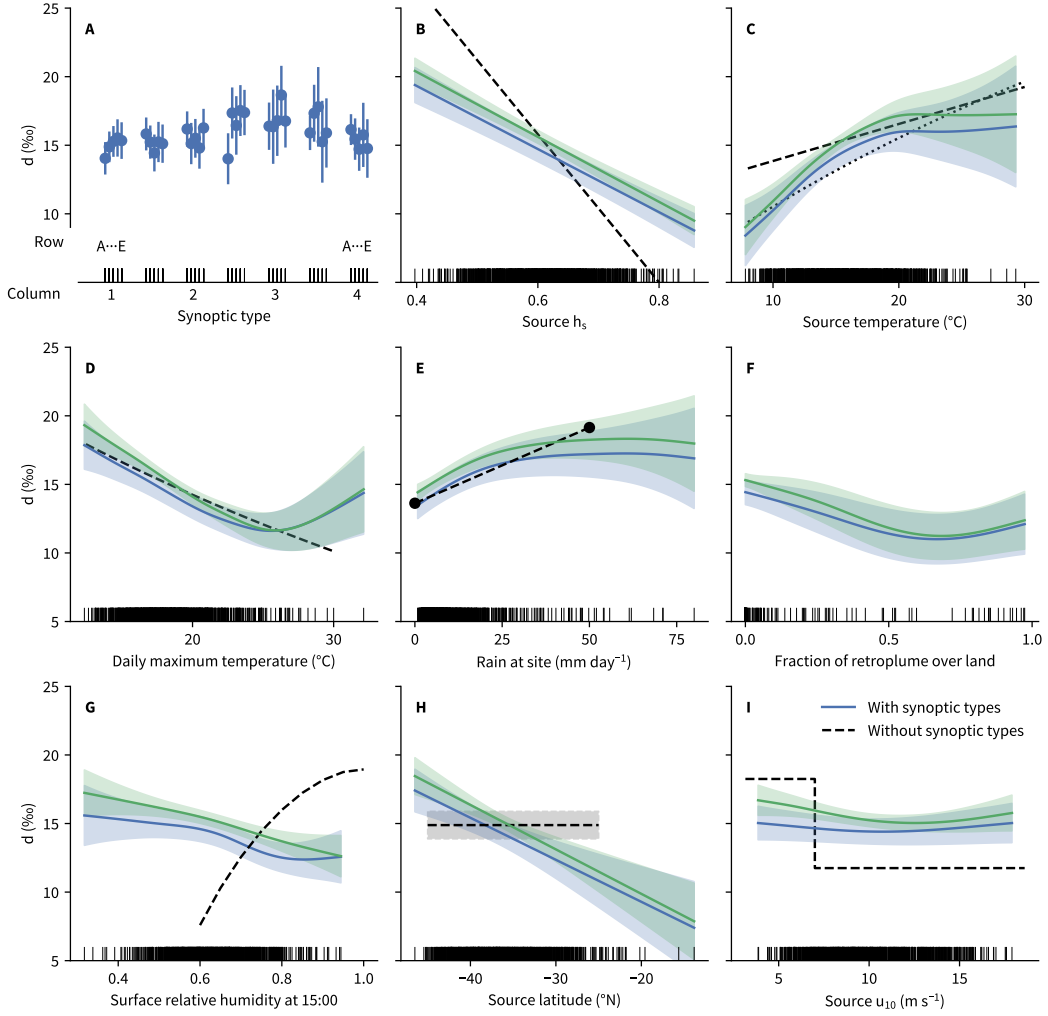 25
20
15
10
d (‰)
A
Row
A···E
A···E
Column
1
2
3
4
Synoptic type
B
0.4
0.6
0.8
Source hₛ
C
10
20
30
Source temperature (°C)
25
20
15
10
5
d (‰)
D
20
30
Daily maximum temperature (°C)
E
0
25
50
75
Rain at site (mm day⁻¹)
F
0.0
0.5
1.0
Fraction of retroplume over land
25
20
15
10
5
d (‰)
G
0.4
0.6
0.8
1.0
Surface relative humidity at 15:00
H
−40
−30
−20
Source latitude (°N)
I
With synoptic types
Without synoptic types
5
10
15
Source u₁₀ (m s⁻¹)